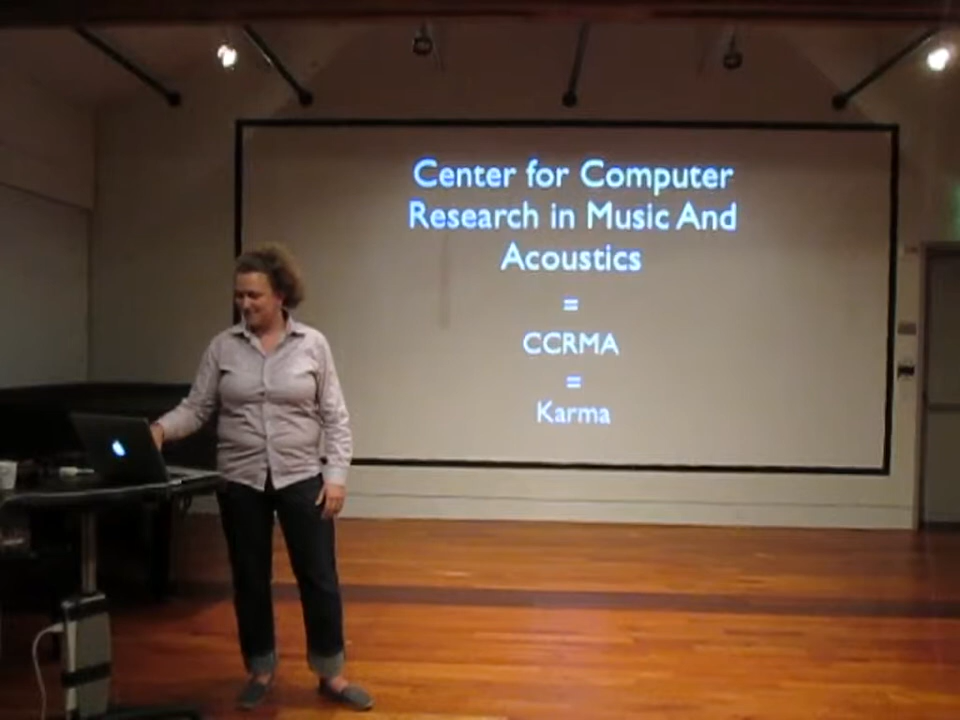 Center for Computer
Research in Music And
Acoustics
=
CCRMA
=
Karma